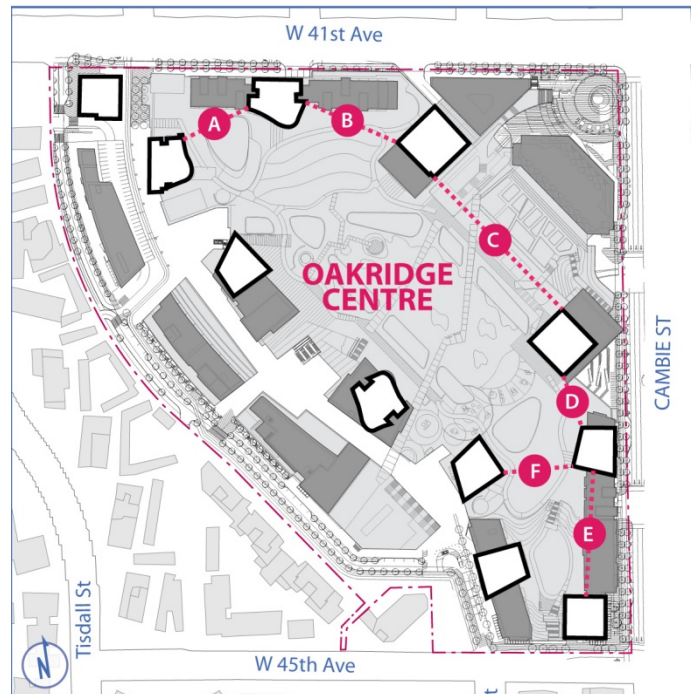 W 41st Ave
A
B
C
OAKRIDGE
CENTRE
CAMBIE ST
D
F
E
Tisdall St
N
W 45th Ave
t